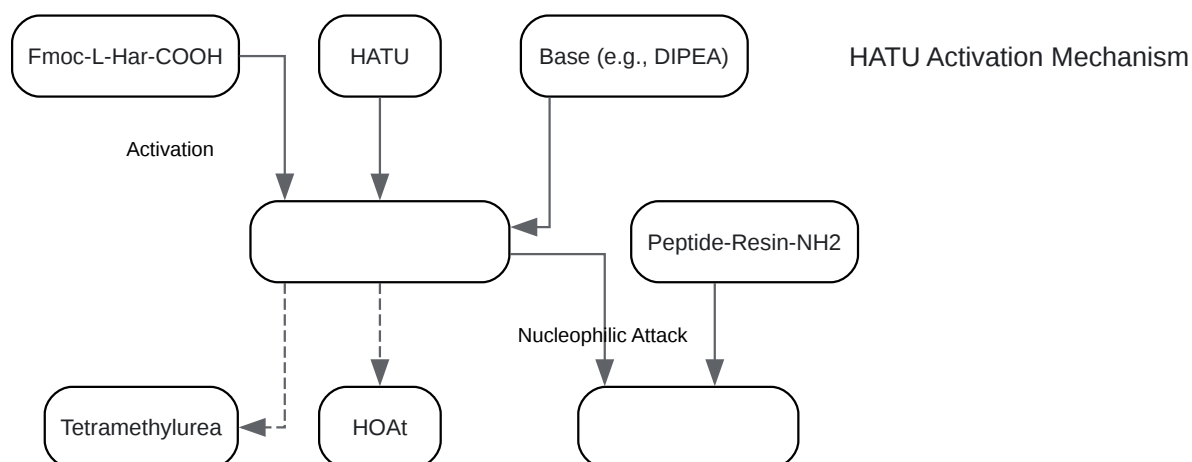 Fmoc-L-Har-COOH
HATU
Base (e.g., DIPEA)
HATU Activation Mechanism
Activation
Peptide-Resin-NH2
Nucleophilic Attack
Tetramethylurea
HOAt